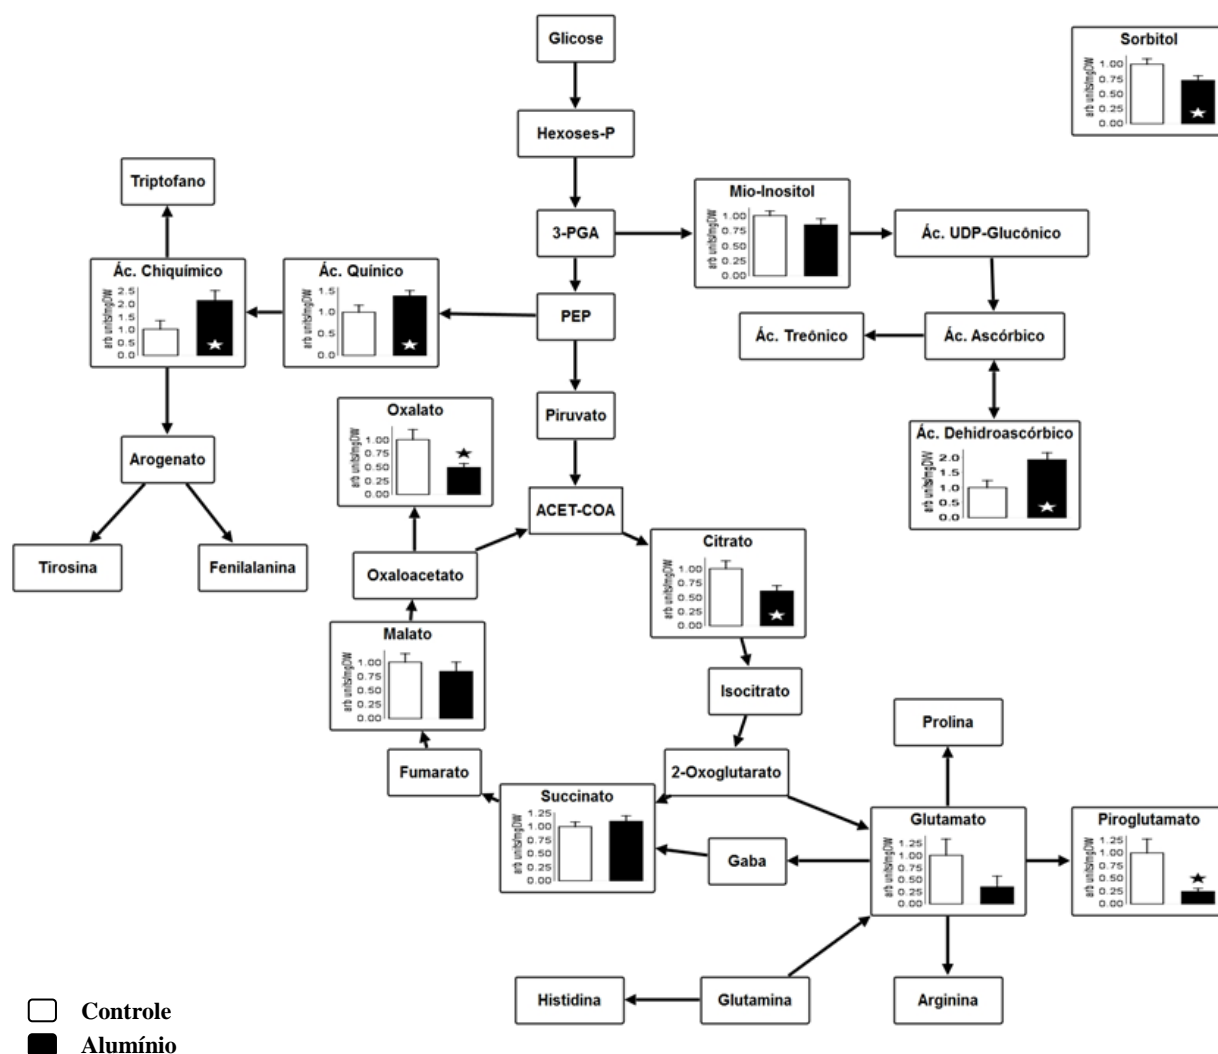 Glicose
Sorbitol
arb units/mgDW
1.00
0.75
0.50
0.25
0.00
Hexoses-P
Triptofano
Mio-Inositol
arb units/mgDW
1.00
0.75
0.50
0.25
0.00
3-PGA
Ác. UDP-Glucônico
Ác. Chiquímico
arb units/mgDW
2.5
2.0
1.5
1.0
0.5
0.0
Ác. Quínico
arb units/mgDW
1.5
1.0
0.5
0.0
PEP
Ác. Treônico
Ác. Ascórbico
Piruvato
Oxalato
arb units/mgDW
1.00
0.75
0.50
0.25
0.00
Ác. Dehidroascórbico
arb units/mgDW
2.0
1.5
1.0
0.5
0.0
Arogenato
ACET-COA
Tirosina
Fenilalanina
Oxaloacetato
Citrato
arb units/mgDW
1.00
0.75
0.50
0.25
0.00
Malato
arb units/mgDW
1.00
0.75
0.50
0.25
0.00
Isocitrato
Prolina
Fumarato
2-Oxoglutarato
Succinato
arb units/mgDW
1.25
1.00
0.75
0.50
0.25
0.00
Gaba
Glutamato
arb units/mgDW
1.25
1.00
0.75
0.50
0.25
0.00
Piroglutamato
arb units/mgDW
1.25
1.00
0.75
0.50
0.25
0.00
Histidina
Glutamina
Arginina
Controle
Alumínio